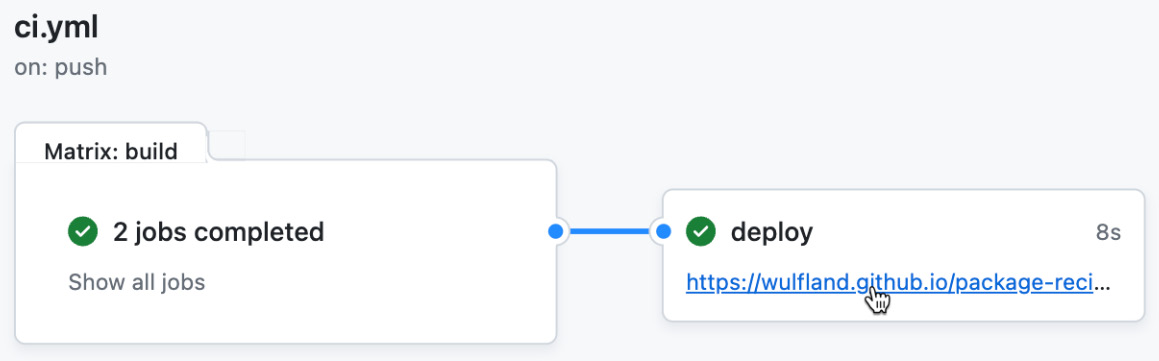 ci.yml
on: push
Matrix: build
2 jobs completed
Show all jobs
deploy
8s
https://wulfland.github.io/package-reci...